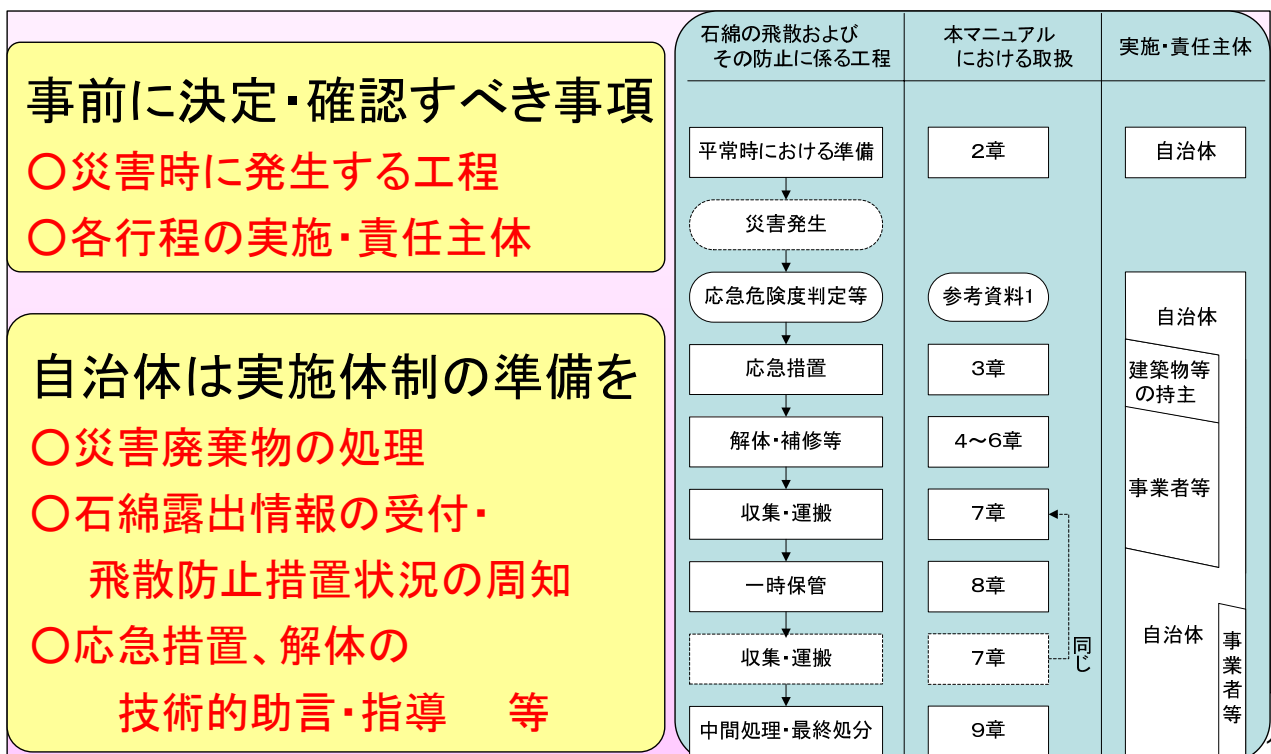 事前に決定・確認すべき事項
〇災害時に発生する工程
〇各行程の実施・責任主体
自治体は実施体制の準備を
〇災害廃棄物の処理
〇石綿露出情報の受付・
飛散防止措置状況の周知
〇応急措置、解体の
技術的助言・指導　等
石綿の飛散および
その防止に係る工程
本マニュアル
における取扱
実施・責任主体
平常時における準備
2章
自治体
災害発生
応急危険度判定等
参考資料1
自治体
応急措置
3章
建築物等
の持主
解体・補修等
4～6章
事業者等
収集・運搬
7章
一時保管
8章
収集・運搬
7章
同じ
自治体
事業者等
中間処理・最終処分
9章